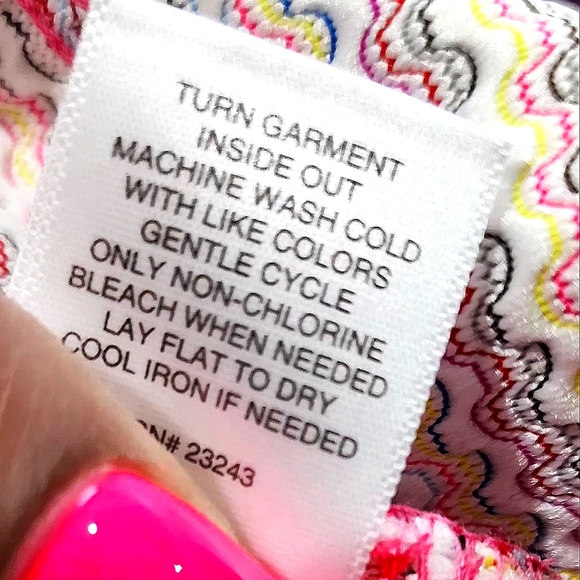 TURN GARMENT
INSIDE OUT
MACHINE WASH COLD
WITH LIKE COLORS
GENTLE CYCLE
ONLY NON-CHLORINE
BLEACH WHEN NEEDED
LAY FLAT TO DRY
COOL IRON IF NEEDED
23243